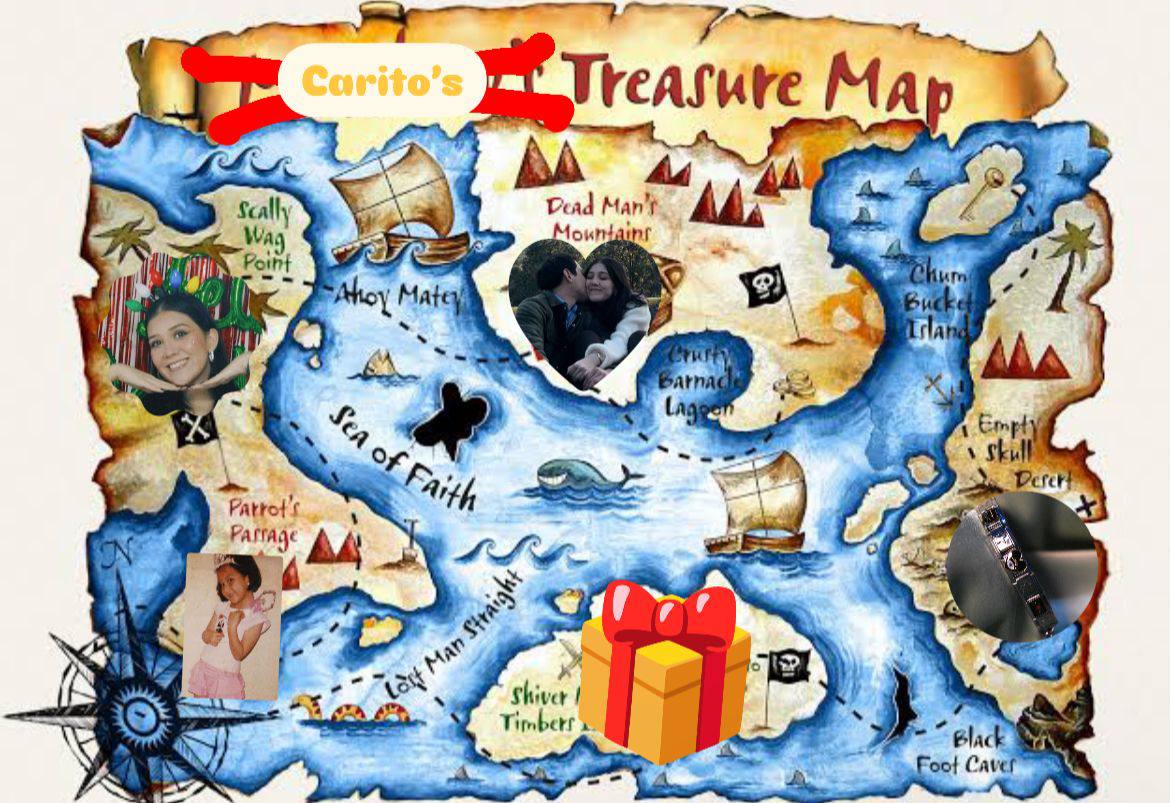 Carito's
's Treasure Map
Scally
Wag
Point
Ahoy Matey
Dead Man's
Mountains
Chum
Bucket
Island
Crusty
Barnacle
Lagoon
Sea of Faith
Empty
Skull
Desert
Parrot's
Passage
N
Lost Man Straight
Shiver
Timbers
Black
Foot Caves